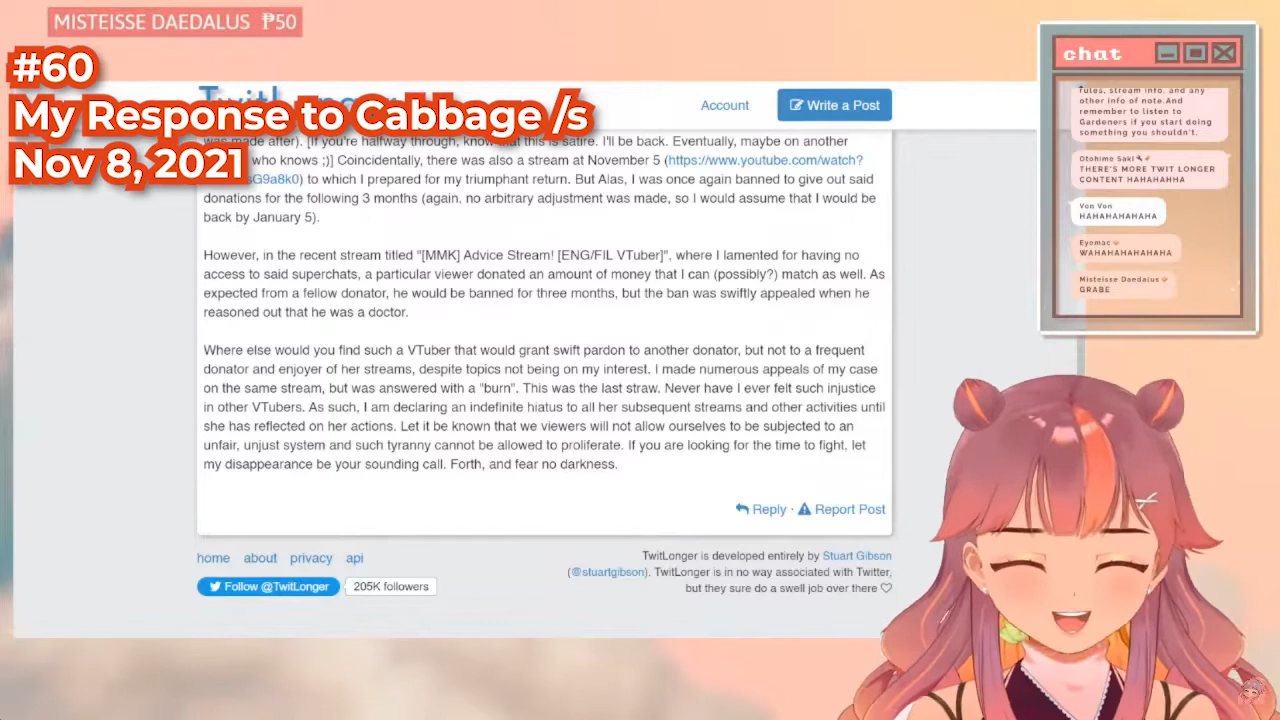 MISTEISSE DAEDALUS ₱50
#60
My Response to Cabbage /s
Nov 8, 2021
Account
Write a Post
was made after). [If you're halfway through, know that this is satire. I'll be back. Eventually, maybe on another
who knows ;)] Coincidentally, there was also a stream at November 5 (https://www.youtube.com/watch?
G9a8k0) to which I prepared for my triumphant return. But Alas, I was once again banned to give out said
donations for the following 3 months (again, no arbitrary adjustment was made, so I would assume that I would be
back by January 5).
However, in the recent stream titled "[MMK] Advice Stream! [ENG/FIL VTuber]", where I lamented for having no
access to said superchats, a particular viewer donated an amount of money that I can (possibly?) match as well. As
expected from a fellow donator, he would be banned for three months, but the ban was swiftly appealed when he
reasoned out that he was a doctor.
Where else would you find such a VTuber that would grant swift pardon to another donator, but not to a frequent
donator and enjoyer of her streams, despite topics not being on my interest. I made numerous appeals of my case
on the same stream, but was answered with a "burn". This was the last straw. Never have I ever felt such injustice
in other VTubers. As such, I am declaring an indefinite hiatus to all her subsequent streams and other activities until
she has reflected on her actions. Let it be known that we viewers will not allow ourselves to be subjected to an
unfair, unjust system and such tyranny cannot be allowed to proliferate. If you are looking for the time to fight, let
my disappearance be your sounding call. Forth, and fear no darkness.
Reply · Report Post
home about privacy api
Follow @TwitLonger 205K followers
TwitLonger is developed entirely by Stuart Gibson
(@stuartgibson). TwitLonger is in no way associated with Twitter,
but they sure do a swell job over there ♡
chat
rules, stream info, and any
other info of note.And
remember to listen to
Gardeners if you start doing
something you shouldn't.
Otohime Saki
THERE'S MORE TWIT LONGER
CONTENT HAHAHAHHA
Von Von
HAHAHAHAHAHA
Eyemac
WAHAHAHAHAHAHA
Misteisse Daedalus
GRABE